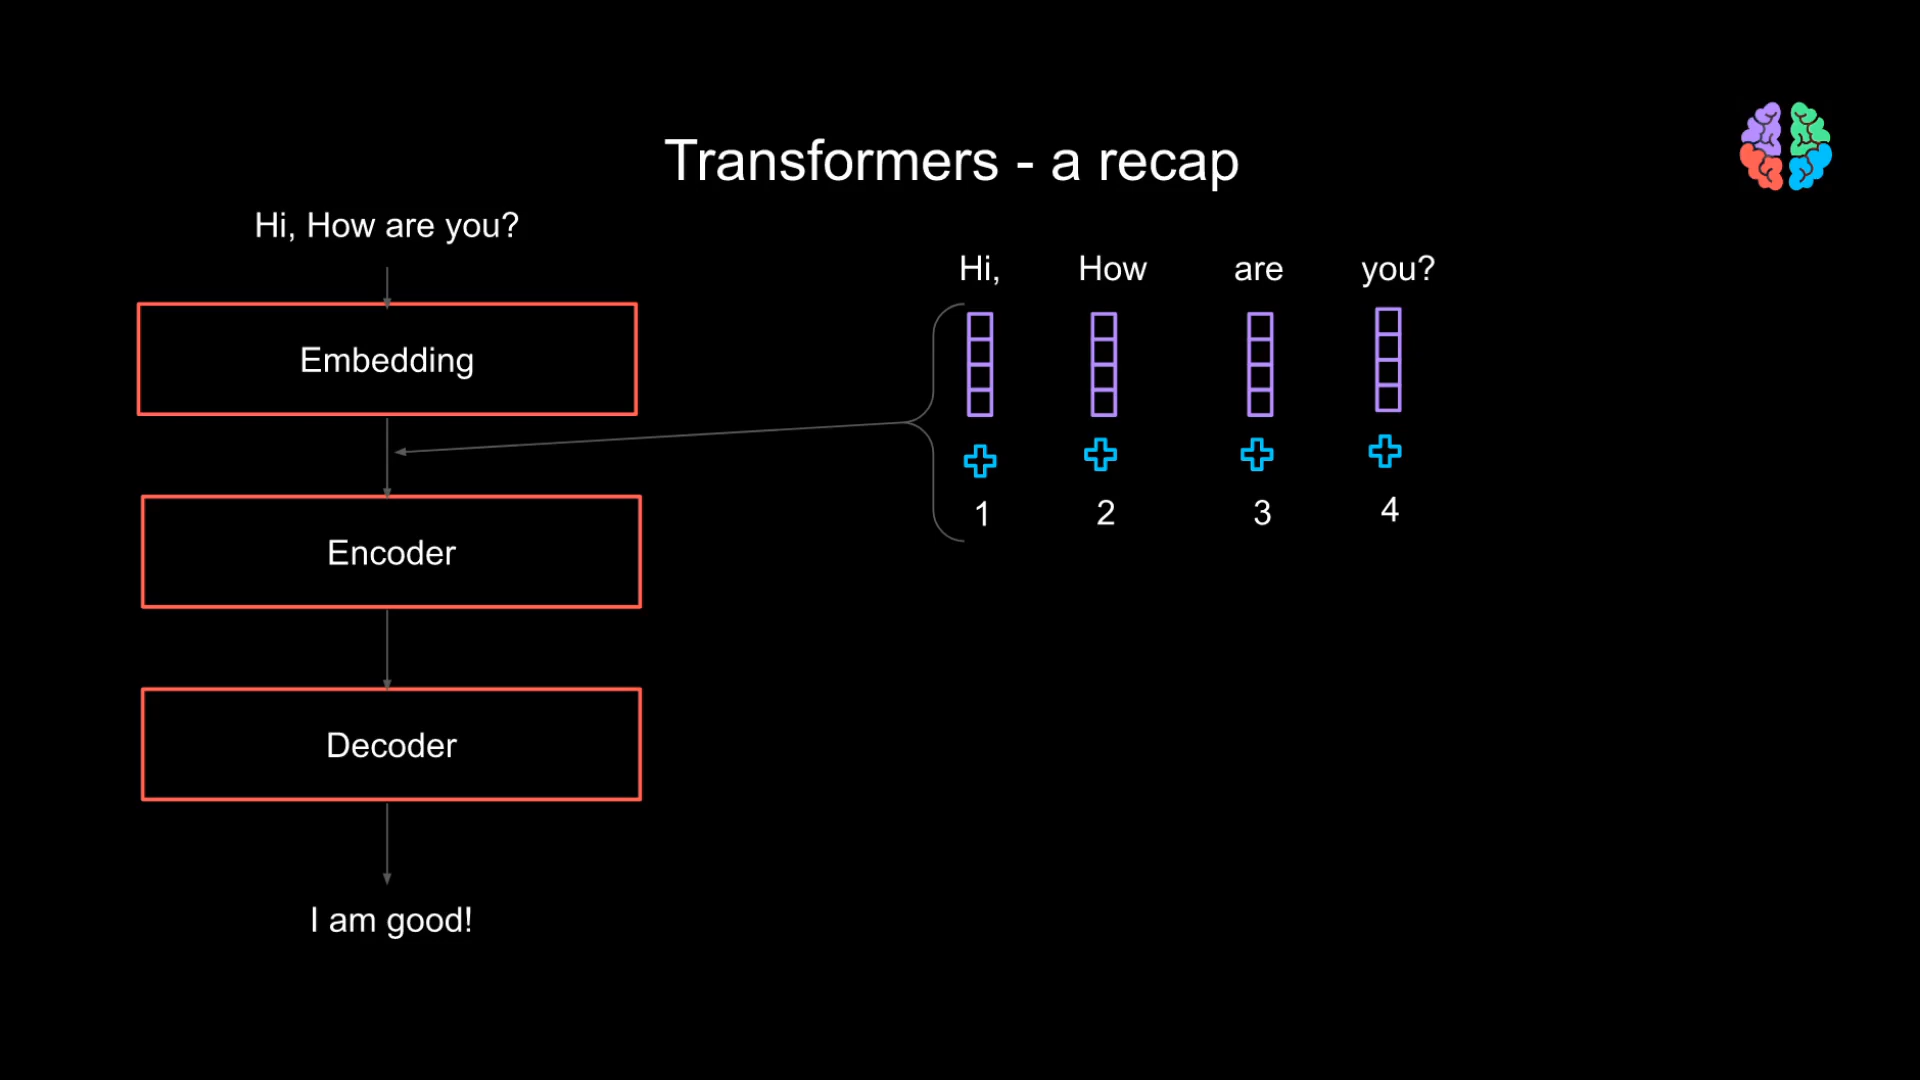 Transformers - a recap
Hi, How are you?
Embedding
Encoder
Decoder
I am good!
Hi, How are you?
1 2 3 4